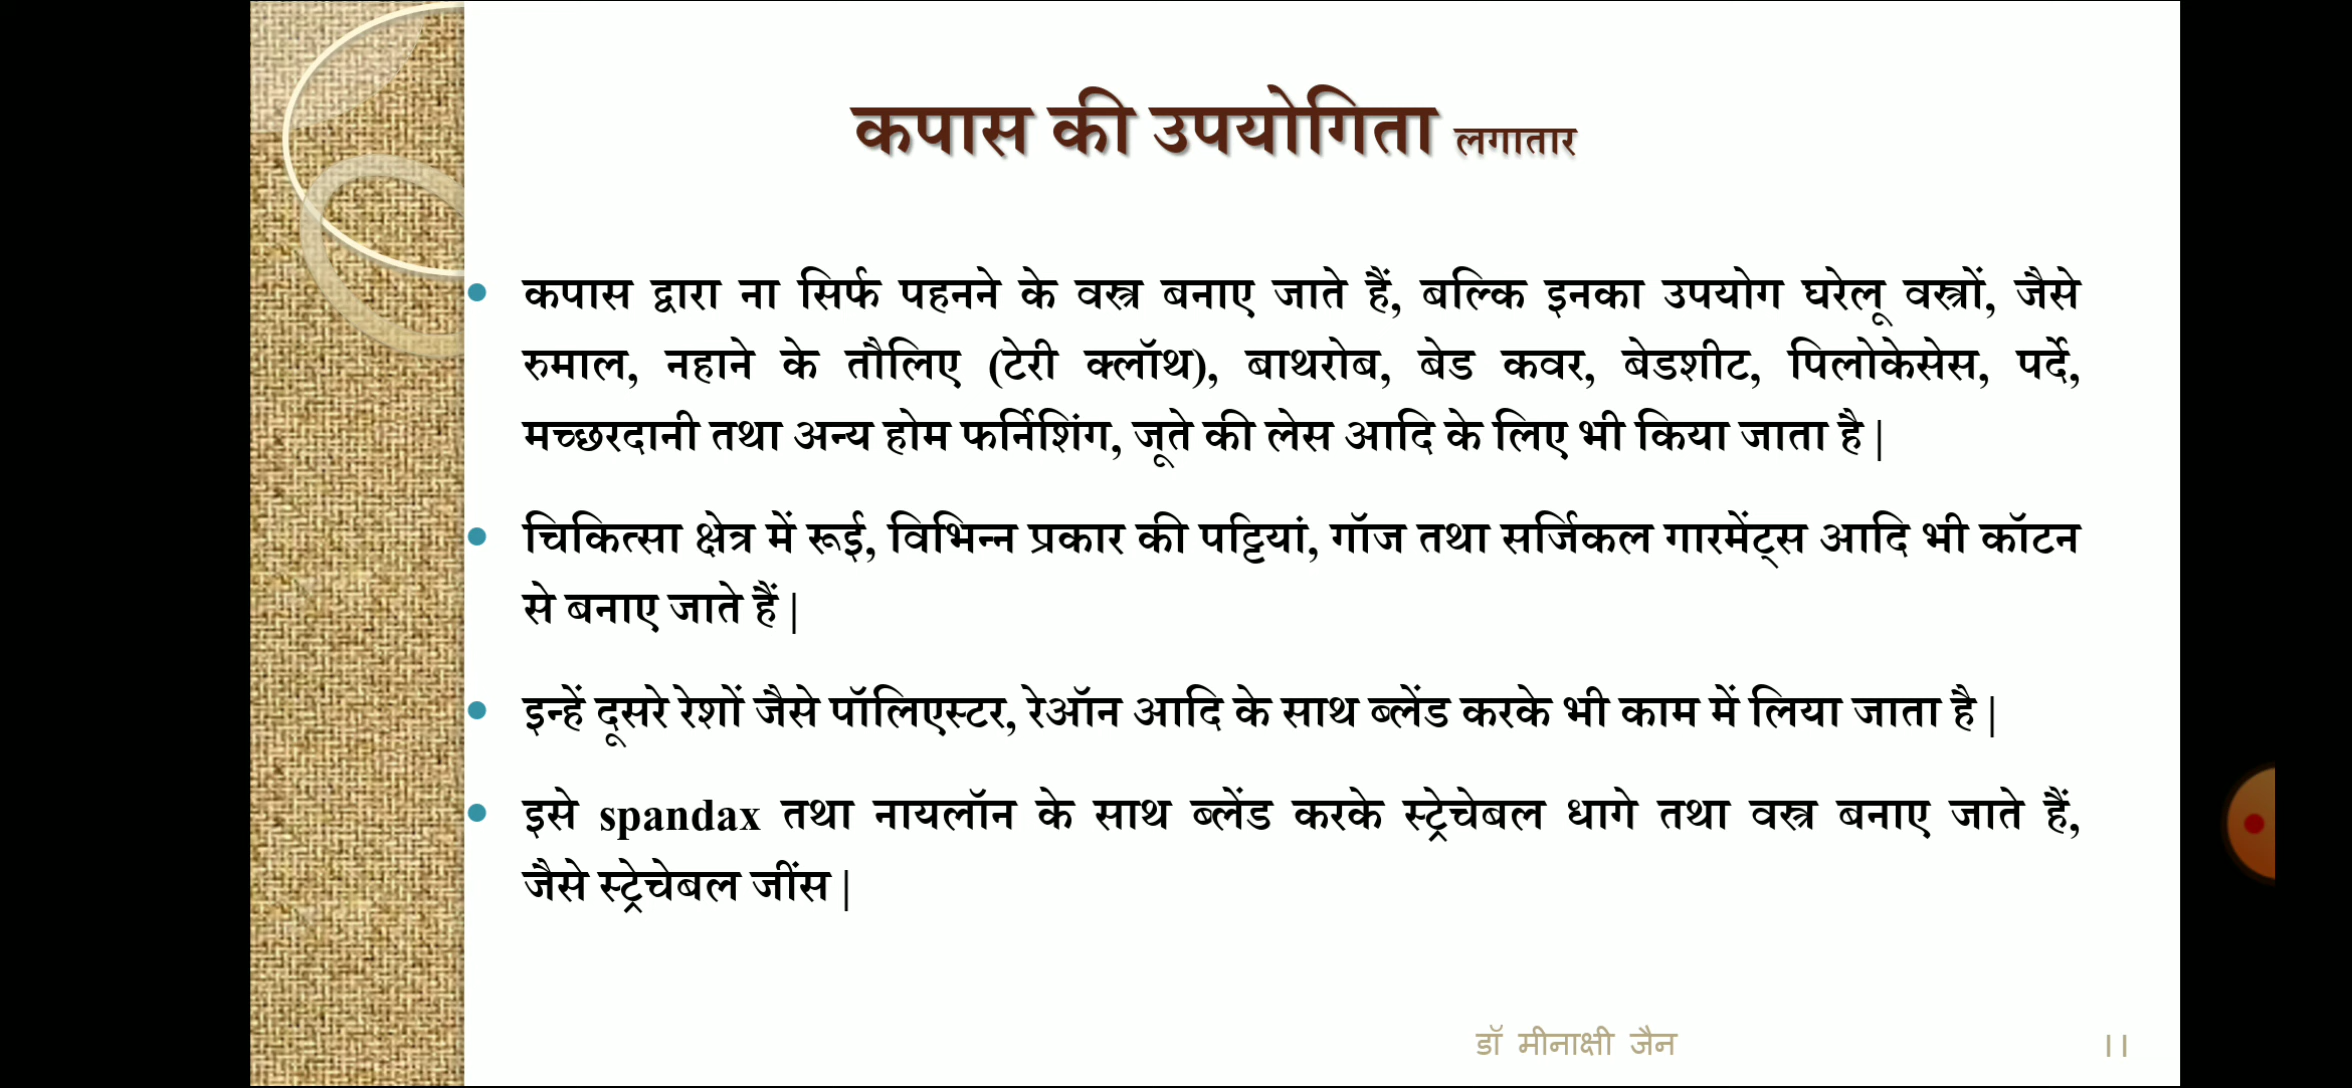 कपास की उपयोगिता लगातार
• कपास द्वारा ना सिर्फ पहनने के वस्त्र बनाए जाते हैं, बल्कि इनका उपयोग घरेलू वस्त्रों, जैसे
रुमाल, नहाने के तौलिए (टेरी क्लॉथ), बाथरोब, बेड कवर, बेडशीट, पिलोकेसेस, पर्दे,
मच्छरदानी तथा अन्य होम फर्निशिंग, जूते की लेस आदि के लिए भी किया जाता है |
• चिकित्सा क्षेत्र में रूई, विभिन्न प्रकार की पट्टियां, गॉज तथा सर्जिकल गारमेंट्स आदि भी कॉटन
से बनाए जाते हैं |
• इन्हें दूसरे रेशों जैसे पॉलिएस्टर, रेऑन आदि के साथ ब्लेंड करके भी काम में लिया जाता है |
• इसे spandax तथा नायलॉन के साथ ब्लेंड करके स्ट्रेचेबल धागे तथा वस्त्र बनाए जाते हैं,
जैसे स्ट्रेचेबल जींस |
डॉ मीनाक्षी जैन 11